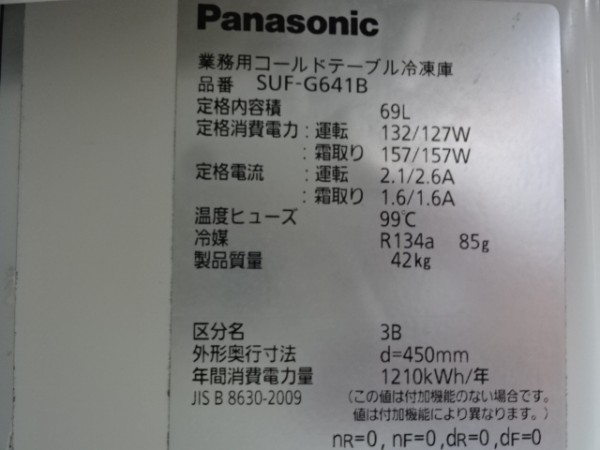 Panasonic
業務用コールドテーブル冷凍庫
品番 SUF-G641B
定格内容積 69L
定格消費電力:運転 132/127W
:霜取り 157/157W
定格電流 :運転 2.1/2.6A
:霜取り 1.6/1.6A
温度ヒューズ 99℃
冷媒 R134a 85g
製品質量 42kg
区分名 3B
外形奥行寸法 d=450mm
年間消費電力量 1210kWh/年
JIS B 8630-2009 (この値は付加機能のない場合です。
値は付加機能により異なります。)
nR=0, nF=0,dR=0,dF=0